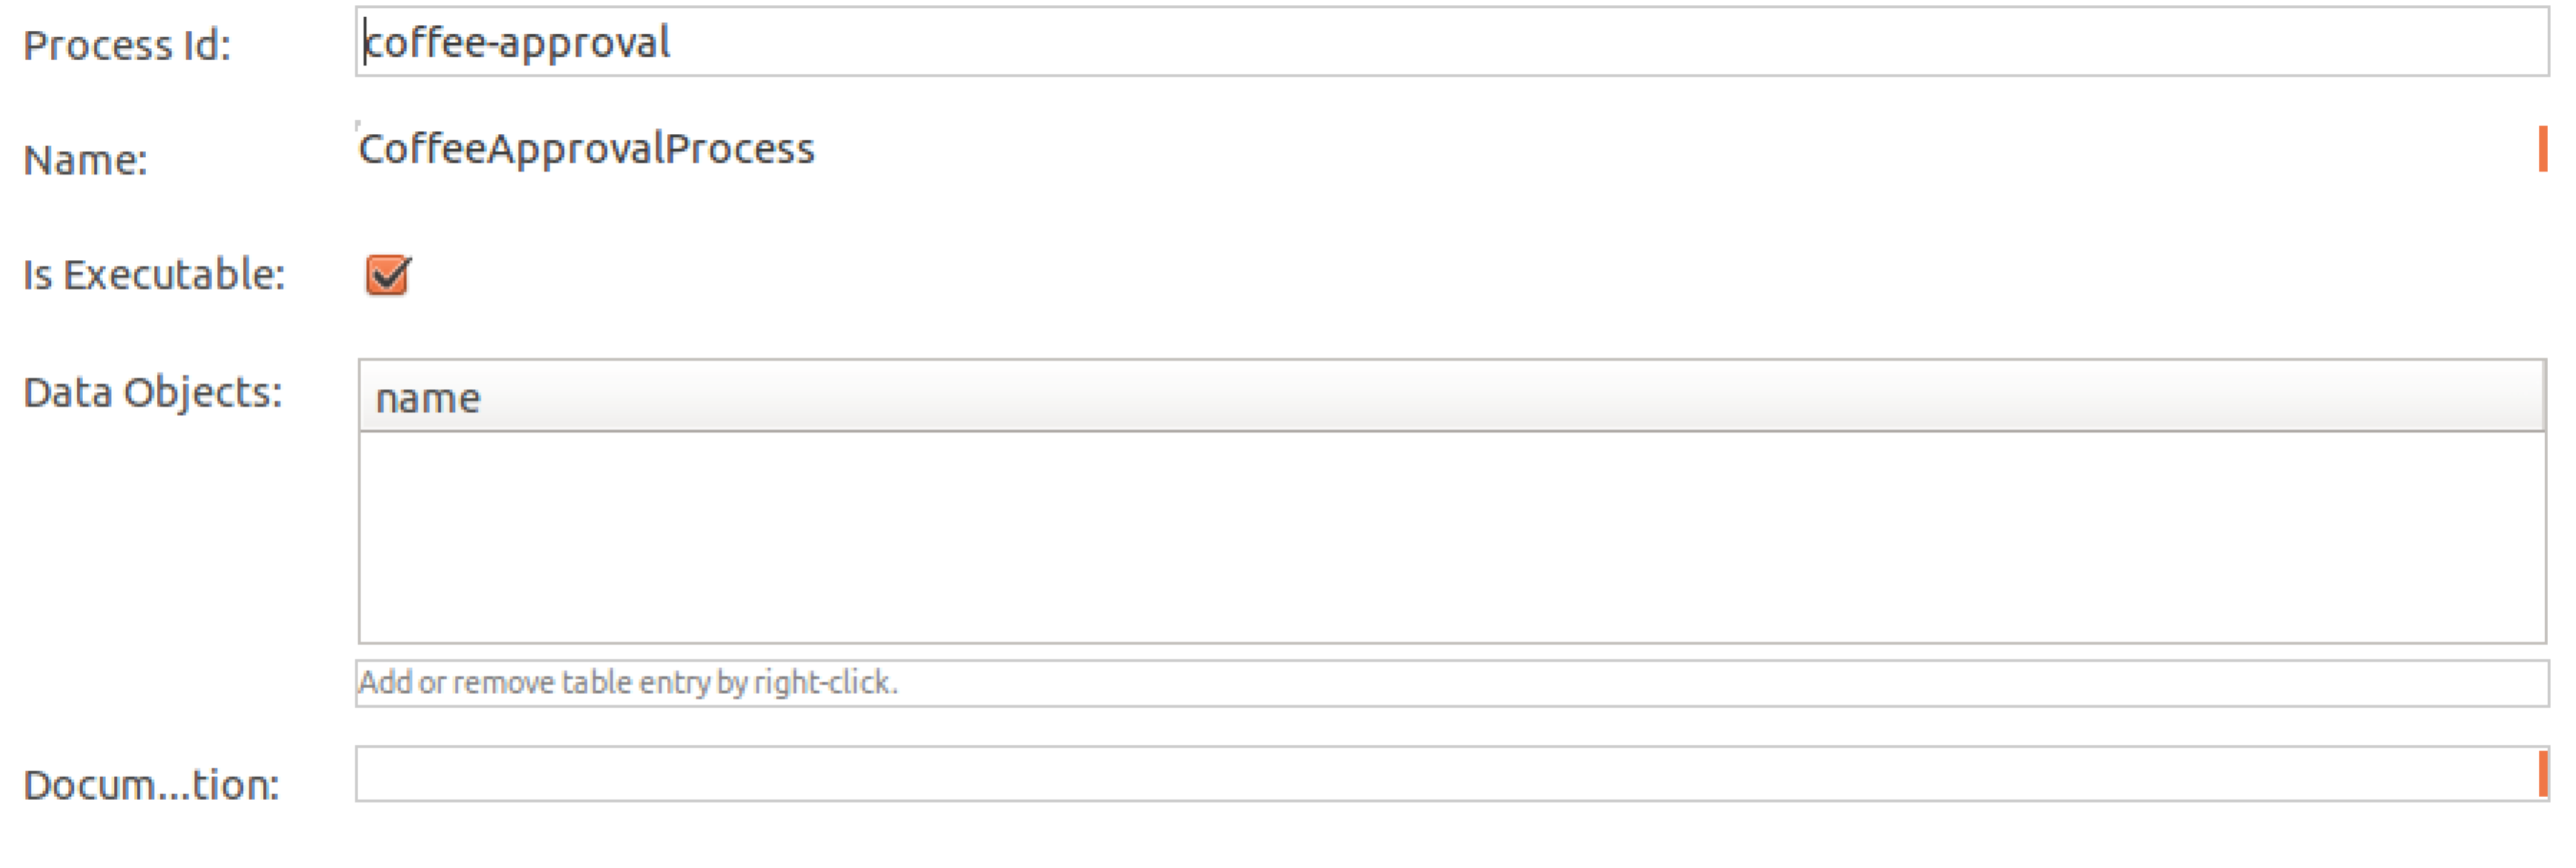 Process Id: coffee-approval
Name: CoffeeApprovalProcess
Is Executable:
Data Objects: name
Add or remove table entry by right-click.
Docum...tion: